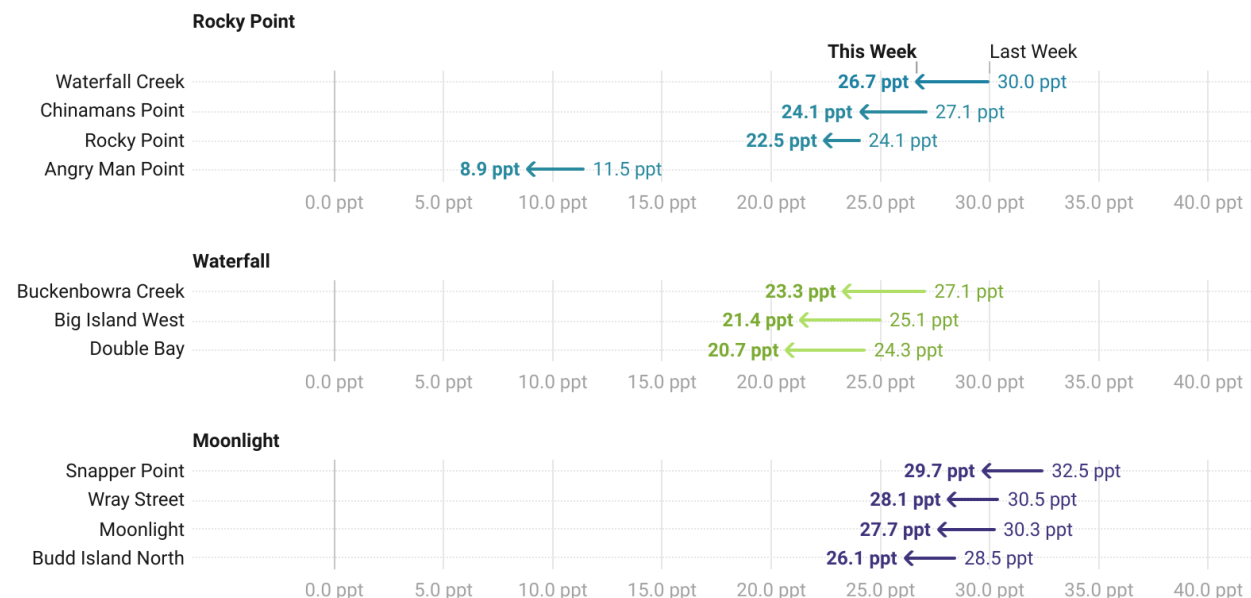 Rocky Point
This Week Last Week
Waterfall Creek 26.7 ppt 30.0 ppt
Chinamans Point 24.1 ppt 27.1 ppt
Rocky Point 22.5 ppt 24.1 ppt
Angry Man Point 8.9 ppt 11.5 ppt
0.0 ppt 5.0 ppt 10.0 ppt 15.0 ppt 20.0 ppt 25.0 ppt 30.0 ppt 35.0 ppt 40.0 ppt
Waterfall
Buckenbowra Creek 23.3 ppt 27.1 ppt
Big Island West 21.4 ppt 25.1 ppt
Double Bay 20.7 ppt 24.3 ppt
0.0 ppt 5.0 ppt 10.0 ppt 15.0 ppt 20.0 ppt 25.0 ppt 30.0 ppt 35.0 ppt 40.0 ppt
Moonlight
Snapper Point 29.7 ppt 32.5 ppt
Wray Street 28.1 ppt 30.5 ppt
Moonlight 27.7 ppt 30.3 ppt
Budd Island North 26.1 ppt 28.5 ppt
0.0 ppt 5.0 ppt 10.0 ppt 15.0 ppt 20.0 ppt 25.0 ppt 30.0 ppt 35.0 ppt 40.0 ppt